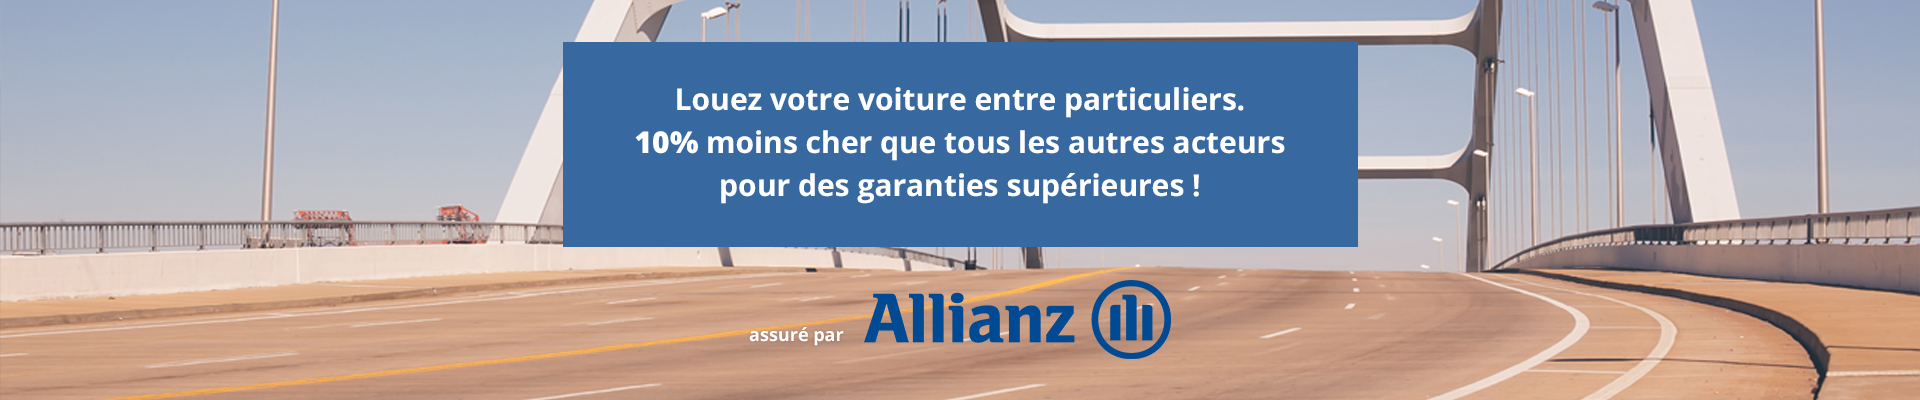 Louez votre voiture entre particuliers.
10% moins cher que tous les autres acteurs
pour des garanties supérieures !
assuré par Allianz